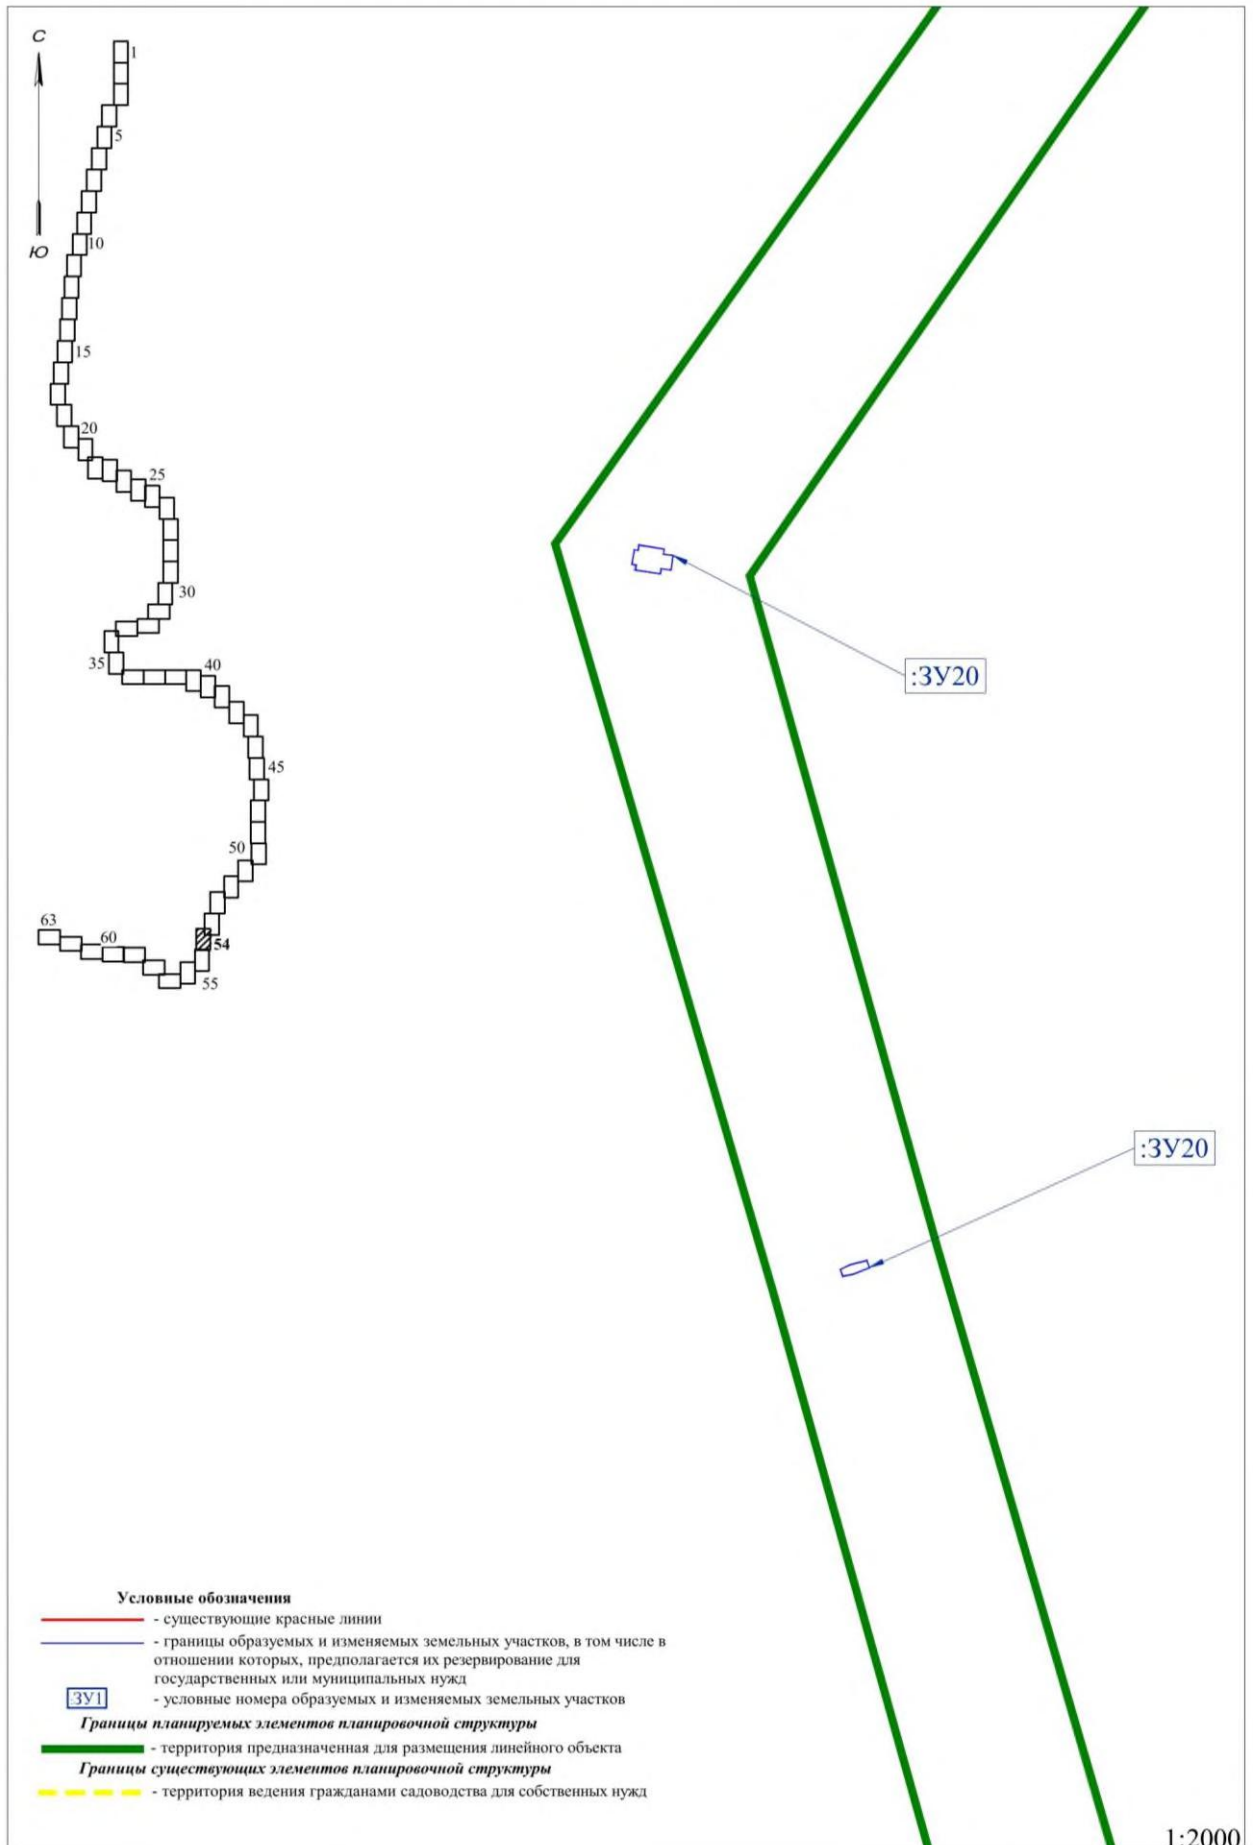 С
1
5
10
Ю
15
20
25
30
35
40
45
50
63
60
54
55
:ЗУ20
:ЗУ20
Условные обозначения
- существующие красные линии
- границы образуемых и изменяемых земельных участков, в том числе в
отношении которых, предполагается их резервирование для
государственных или муниципальных нужд
:ЗУ1 - условные номера образуемых и изменяемых земельных участков
Границы планируемых элементов планировочной структуры
- территория предназначенная для размещения линейного объекта
Границы существующих элементов планировочной структуры
- территория ведения гражданами садоводства для собственных нужд
1:2000